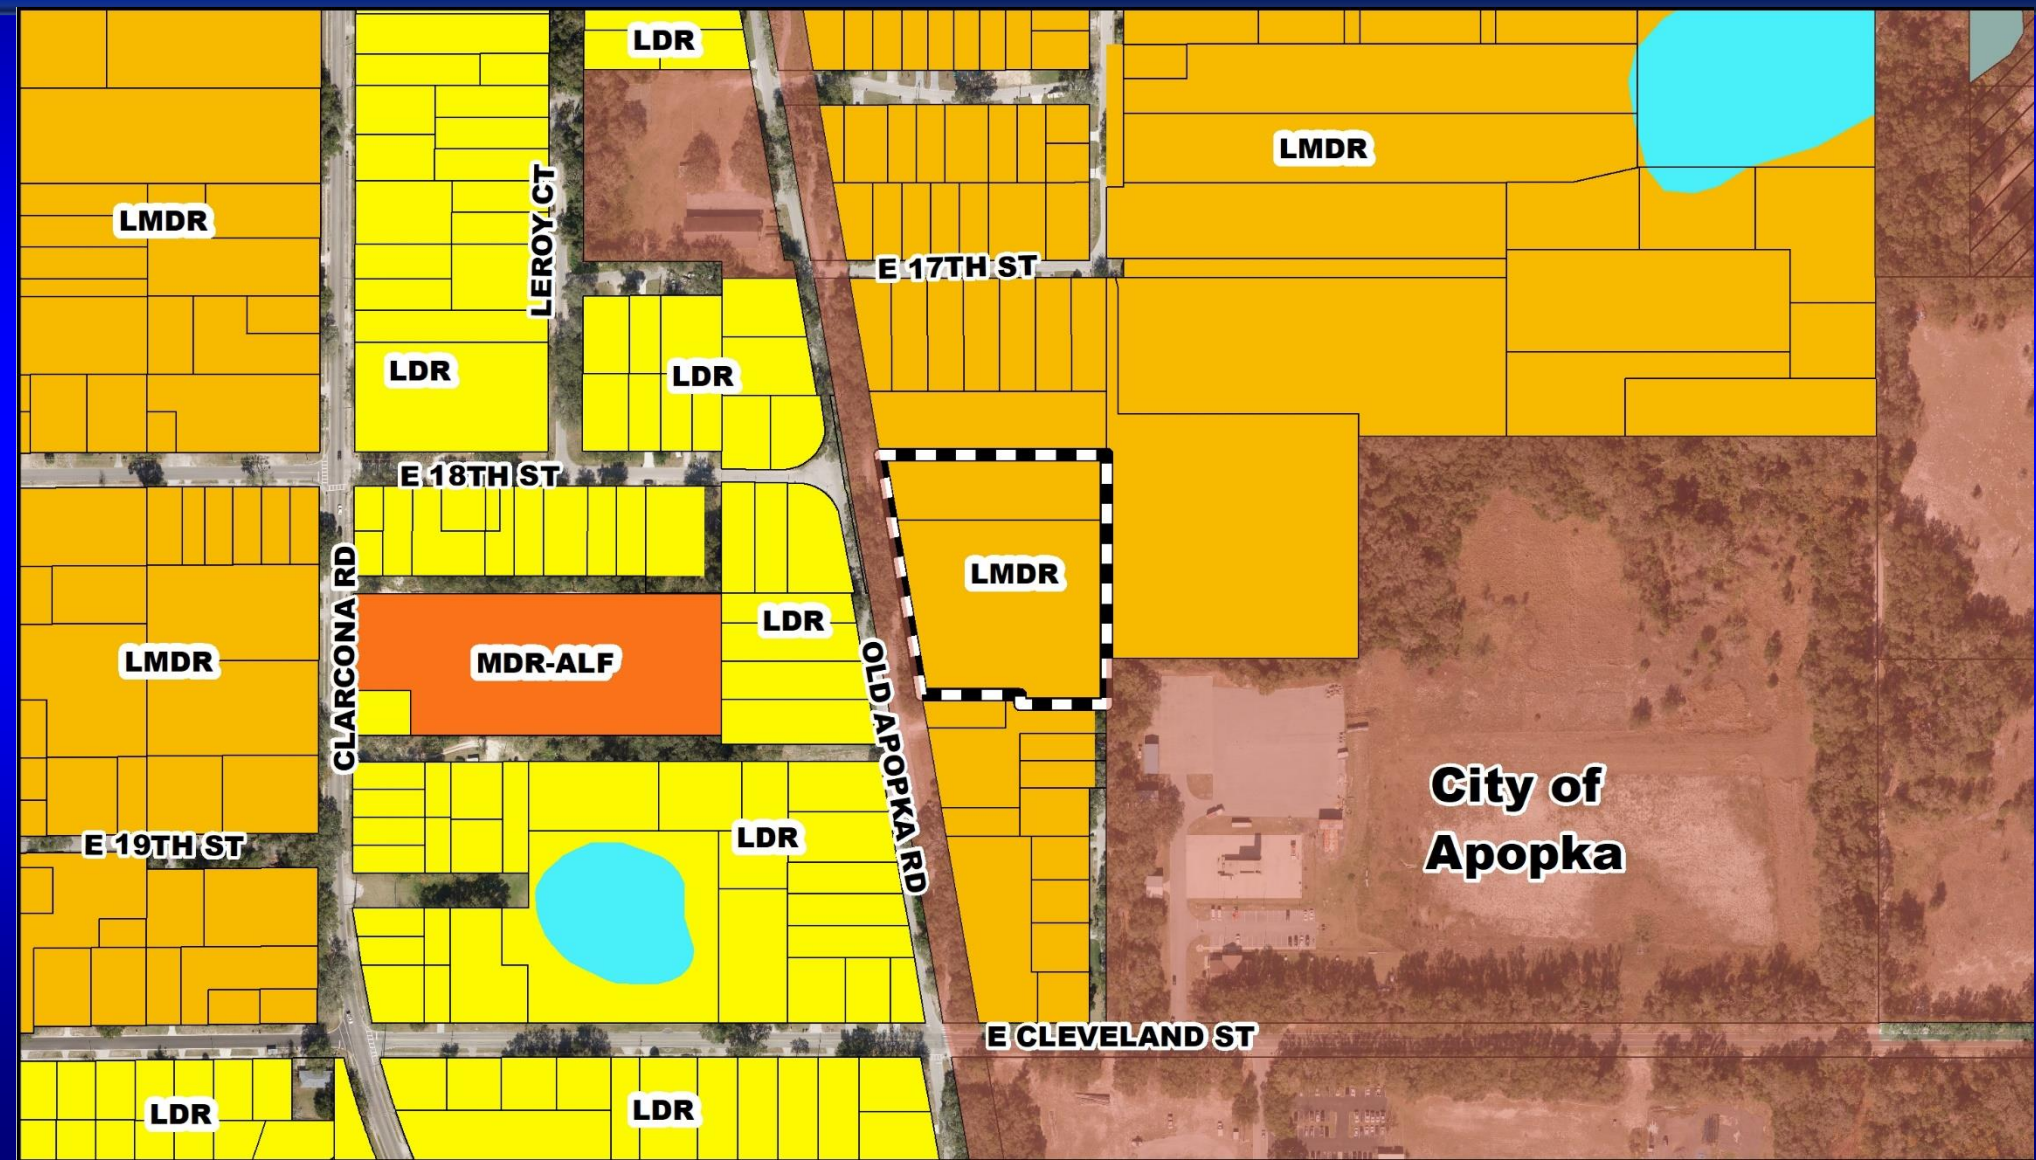 LDR
LMDR
LMDR
LEROY CT
E 17TH ST
LDR
LDR
E 18TH ST
LMDR
CLARCONA RD
LDR
LMDR
MDR-ALF
OLD APOPKA RD
City of
Apopka
LDR
E 19TH ST
E CLEVELAND ST
LDR
LDR